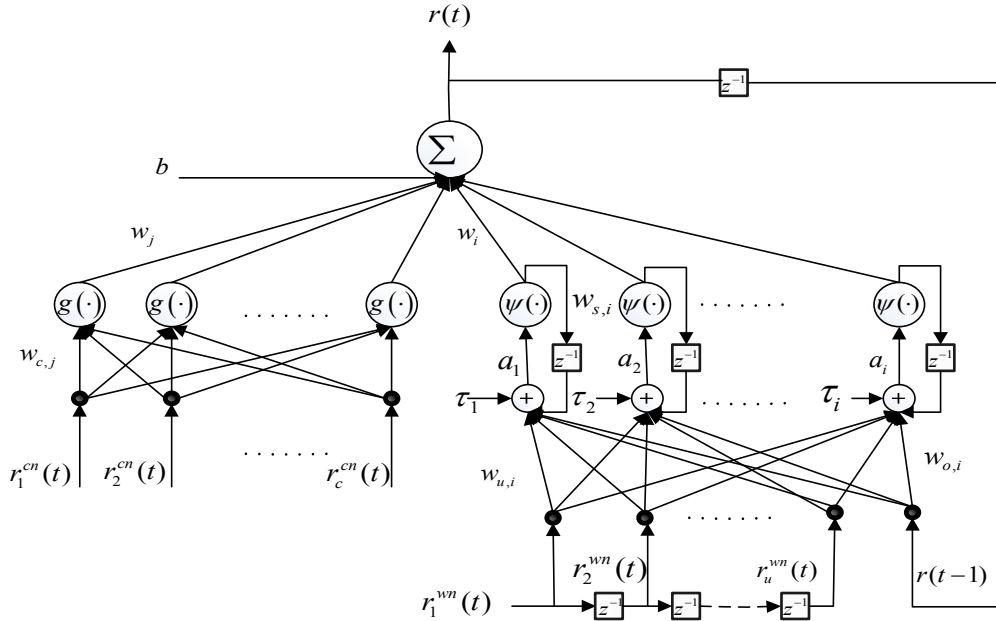 r(t)
z⁻¹
Σ
b
w_j
w_i
g(·) g(·) . . . . . . . g(·) ψ(·) w_{s,i} ψ(·) . . . . . . . ψ(·)
w_{c,j} a_1 z⁻¹ a_2 z⁻¹ a_i z⁻¹
τ_1 + τ_2 + . . . . . . . τ_i +
r_1^{cn}(t) r_2^{cn}(t) . . . . . . . r_c^{cn}(t) w_{u,i} w_{o,i}
. . . . . . .
r_2^{wn}(t) r_u^{wn}(t) r(t−1)
r_1^{wn}(t) z⁻¹ z⁻¹ z⁻¹